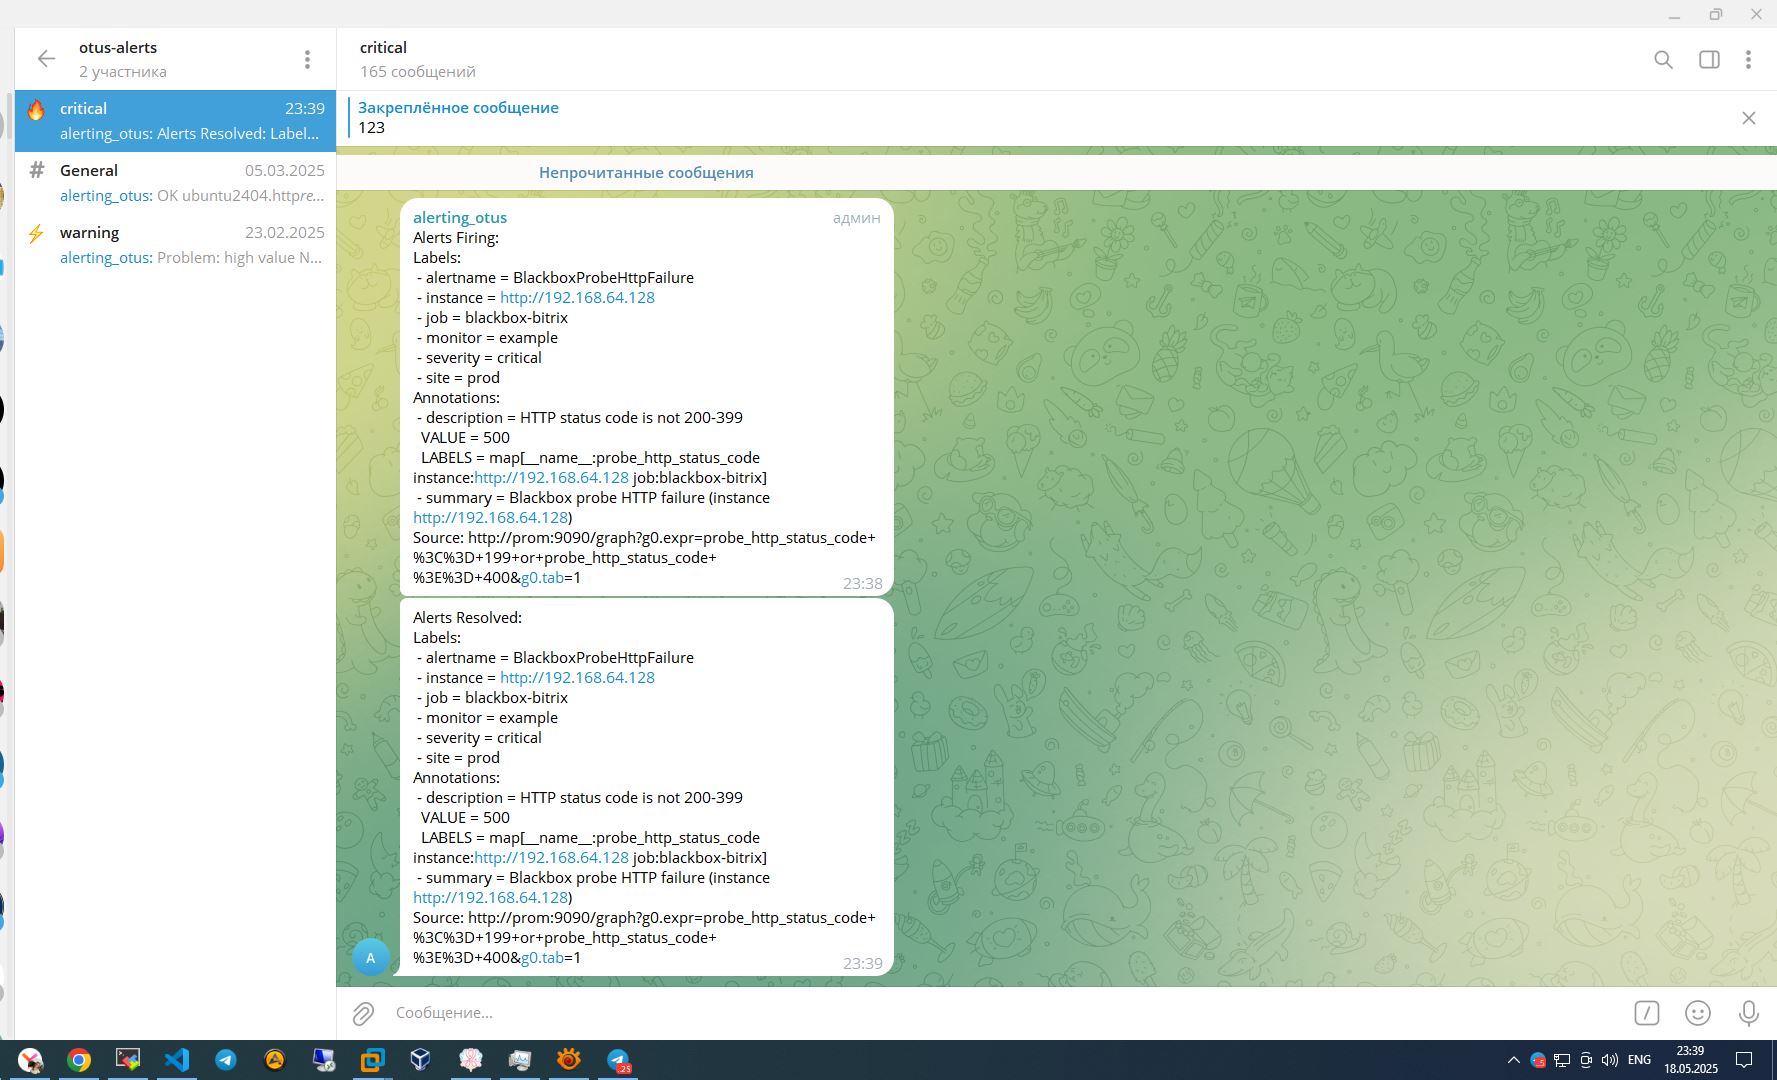 otus-alerts
2 участника
critical 23:39
alerting_otus: Alerts Resolved: Label...
General 05.03.2025
alerting_otus: OK ubuntu2404.httpre...
warning 23.02.2025
alerting_otus: Problem: high value N...
critical
165 сообщений
Закреплённое сообщение
123
Непрочитанные сообщения
alerting_otus админ
Alerts Firing:
Labels:
- alertname = BlackboxProbeHttpFailure
- instance = http://192.168.64.128
- job = blackbox-bitrix
- monitor = example
- severity = critical
- site = prod
Annotations:
- description = HTTP status code is not 200-399
VALUE = 500
LABELS = map[__name__:probe_http_status_code
instance:http://192.168.64.128 job:blackbox-bitrix]
- summary = Blackbox probe HTTP failure (instance
http://192.168.64.128)
Source: http://prom:9090/graph?g0.expr=probe_http_status_code+
%3C%3D+199+or+probe_http_status_code+
%3E%3D+400&g0.tab=1
23:38
Alerts Resolved:
Labels:
- alertname = BlackboxProbeHttpFailure
- instance = http://192.168.64.128
- job = blackbox-bitrix
- monitor = example
- severity = critical
- site = prod
Annotations:
- description = HTTP status code is not 200-399
VALUE = 500
LABELS = map[__name__:probe_http_status_code
instance:http://192.168.64.128 job:blackbox-bitrix]
- summary = Blackbox probe HTTP failure (instance
http://192.168.64.128)
Source: http://prom:9090/graph?g0.expr=probe_http_status_code+
%3C%3D+199+or+probe_http_status_code+
%3E%3D+400&g0.tab=1
23:39
A
Сообщение...
ENG
23:39
18.05.2025